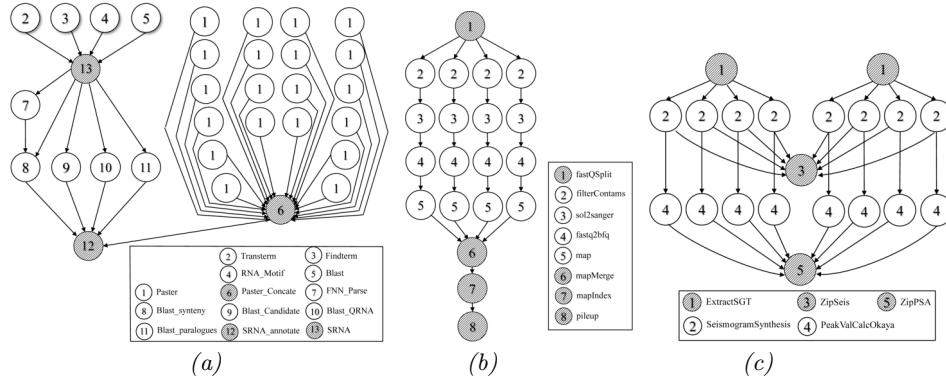 2 3 4 5
13
7
8 9 10 11
12
1 1 1 1
1 1 1 1
1 1 1 1
1 1 1 1
1 1
1 1
6
2 Transterm 3 Findterm
4 RNA_Motif 5 Blast
1 Paster 6 Paster_Concate 7 FNN_Parse
8 Blast_synteny 9 Blast_Candidate 10 Blast_QRNA
11 Blast_paralogues 12 SRNA_annotate 13 SRNA
(a)
1
2 2 2 2
3 3 3 3
4 4 4 4
5 5 5 5
6
7
8
1 fastQSplit
2 filterContams
3 sol2sanger
4 fastq2bfq
5 map
6 mapMerge
7 mapIndex
8 pileup
(b)
1 1
2 2 2 2 2 2 2 2
3
4 4 4 4 4 4 4 4
5
1 ExtractSGT 3 ZipSeis 5 ZipPSA
2 SeismogramSynthesis 4 PeakValCalcOkaya
(c)